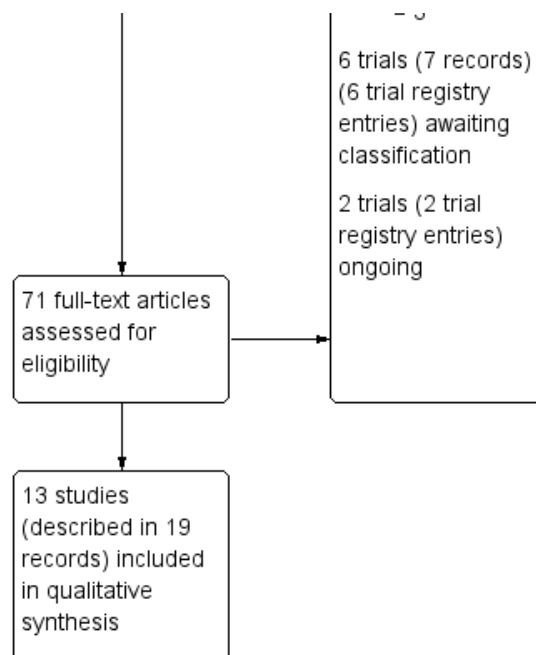 6 trials (7 records)
(6 trial registry
entries) awaiting
classification
2 trials (2 trial
registry entries)
ongoing
71 full-text articles
assessed for
eligibility
13 studies
(described in 19
records) included
in qualitative
synthesis